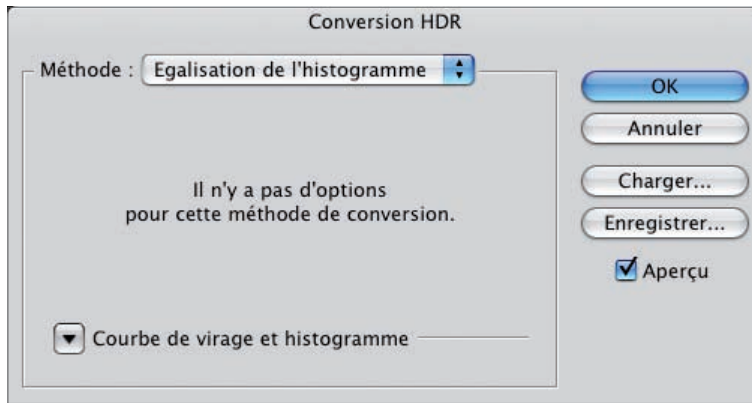 Conversion HDR
Méthode : Egalisation de l'histogramme
OK
Annuler
Il n'y a pas d'options
pour cette méthode de conversion.
Charger...
Enregistrer...
Aperçu
Courbe de virage et histogramme